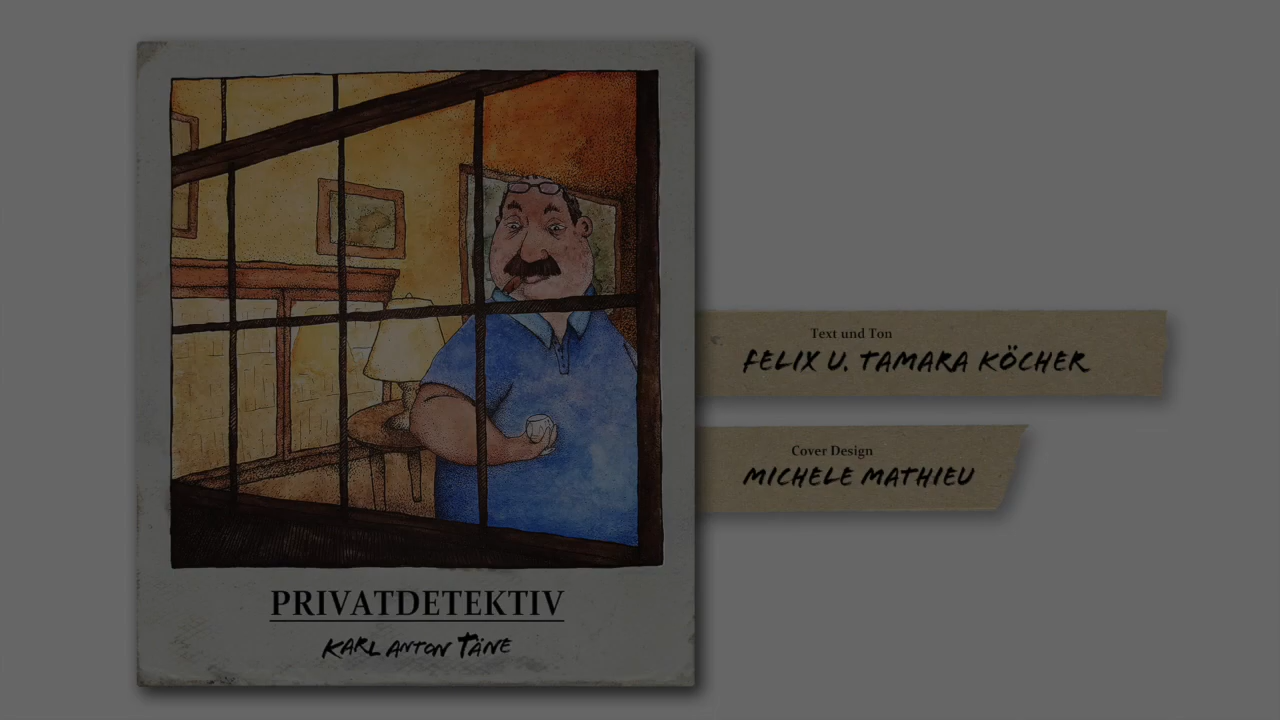 Text und Ton
FELIX U. TAMARA KÖCHER
Cover Design
MICHELE MATHIEU
PRIVATDETEKTIV
KARL ANTON TÄNE